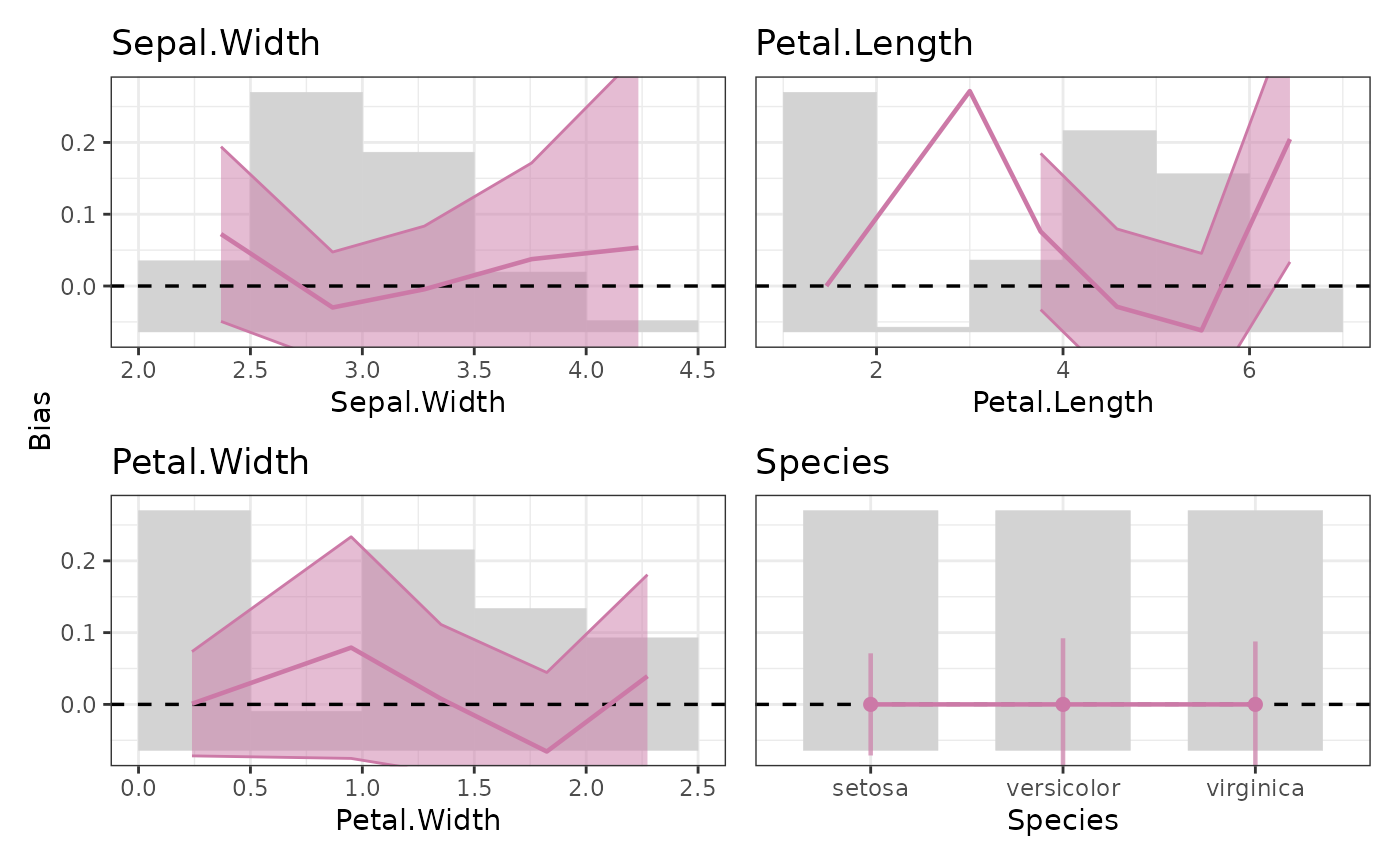 Sepal.Width
Petal.Length
0.2
0.1
0.0
2.0 2.5 3.0 3.5 4.0 4.5
2 4 6
Sepal.Width
Petal.Length
Bias
Petal.Width
Species
0.2
0.1
0.0
0.0 0.5 1.0 1.5 2.0 2.5
setosa versicolor virginica
Petal.Width
Species